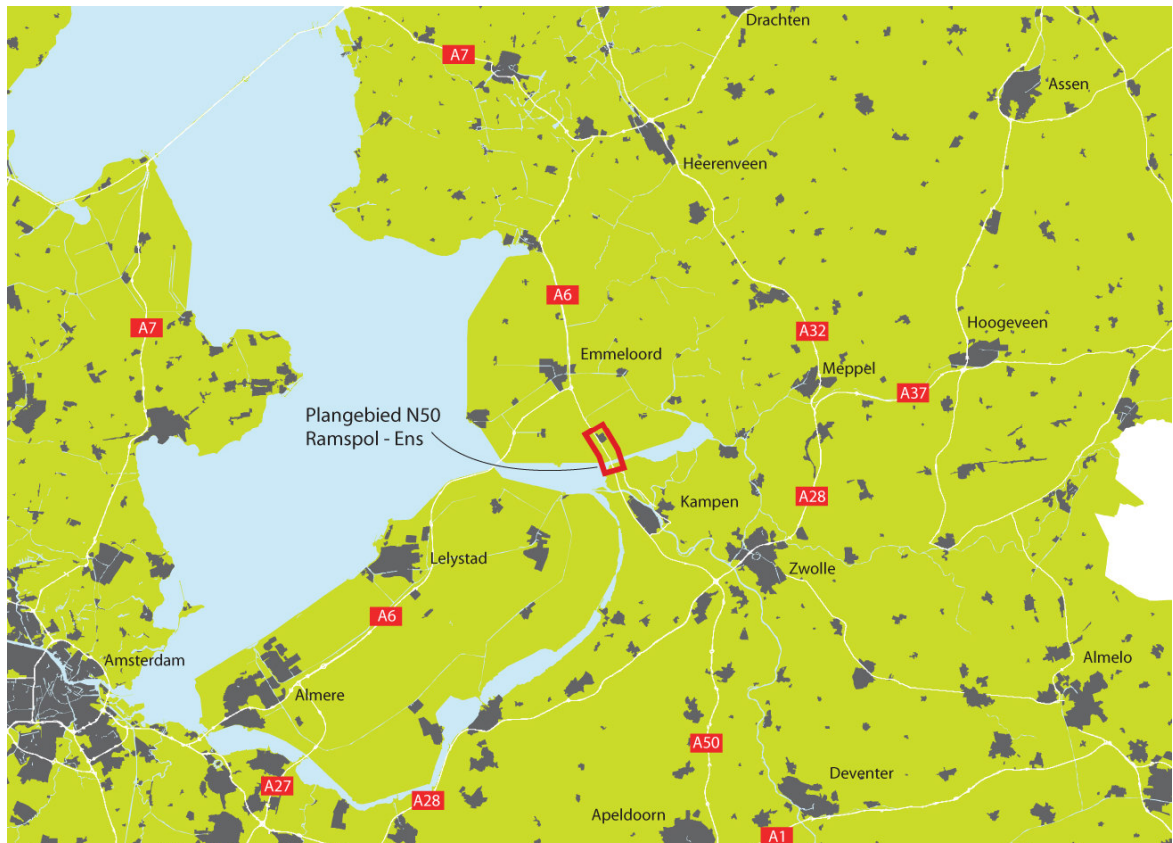 Drachten
A7
Assen
Heerenveen
A6
A7
A32
Hoogeveen
Emmeloord
Meppel
A37
Plangebied N50
Ramspol - Ens
A28
Kampen
Lelystad
Zwolle
A6
Amsterdam
Almelo
Almere
A50
Deventer
A27
A28
Apeldoorn
A1